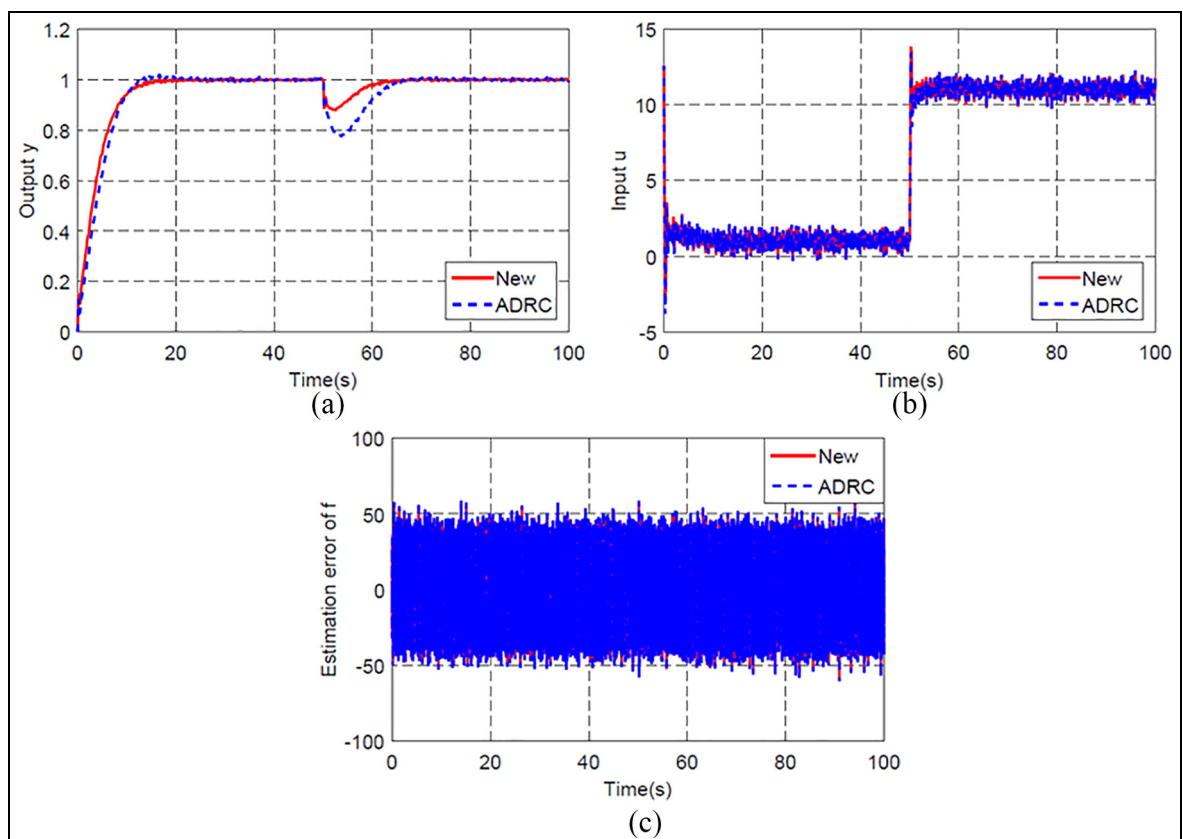 1.2
1
0.8
0.6
0.4
0.2
0
Output y
0 20 40 60 80 100
Time(s)
New
ADRC
(a)
15
10
5
0
-5
Input u
0 20 40 60 80 100
Time(s)
New
ADRC
(b)
100
50
0
-50
-100
Estimation error of f
0 20 40 60 80 100
Time(s)
New
ADRC
(c)